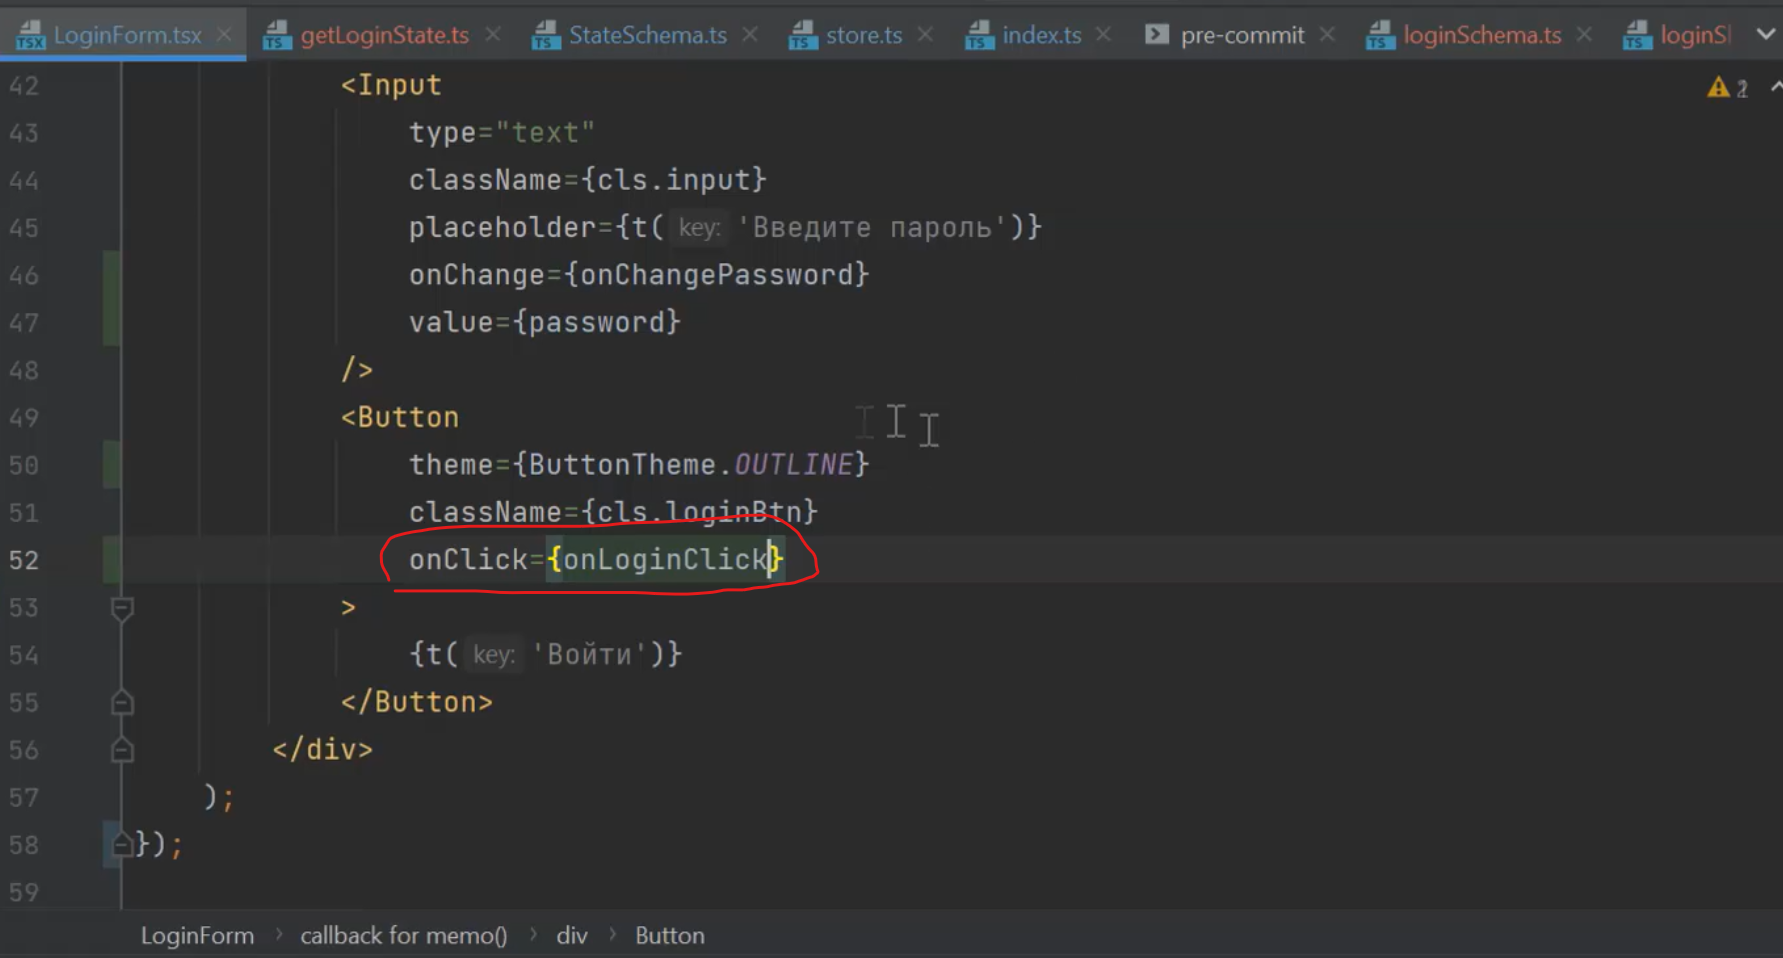 LoginForm.tsx getLoginState.ts StateSchema.ts store.ts index.ts pre-commit loginSchema.ts loginS
42 <Input
43 type="text"
44 className={cls.input}
45 placeholder={t( key: 'Введите пароль')}
46 onChange={onChangePassword}
47 value={password}
48 />
49 <Button
50 theme={ButtonTheme.OUTLINE}
51 className={cls.loginBtn}
52 onClick={onLoginClick}
53 >
54 {t( key: 'Войти')}
55 </Button>
56 </div>
57 );
58 });
59
LoginForm › callback for memo() › div › Button